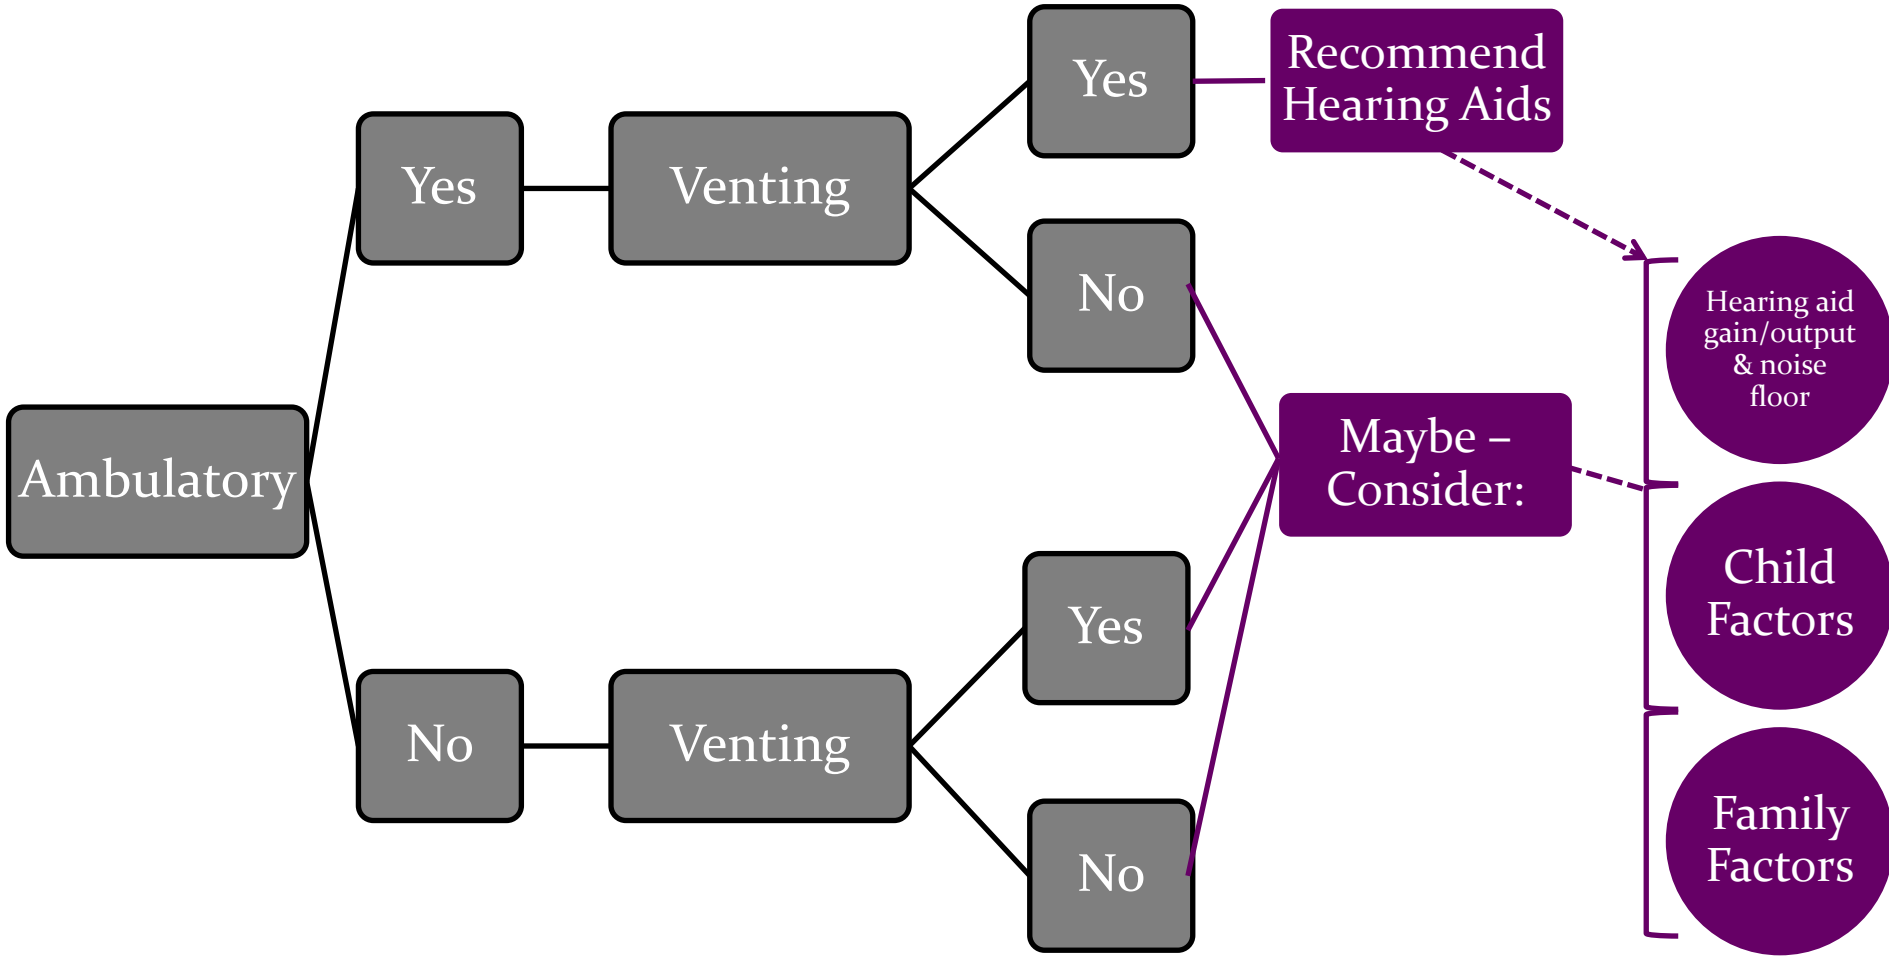 Ambulatory
Yes
Venting
Yes
Recommend
Hearing Aids
No
No
Venting
Yes
No
Maybe –
Consider:
Hearing aid
gain/output
& noise
floor
Child
Factors
Family
Factors